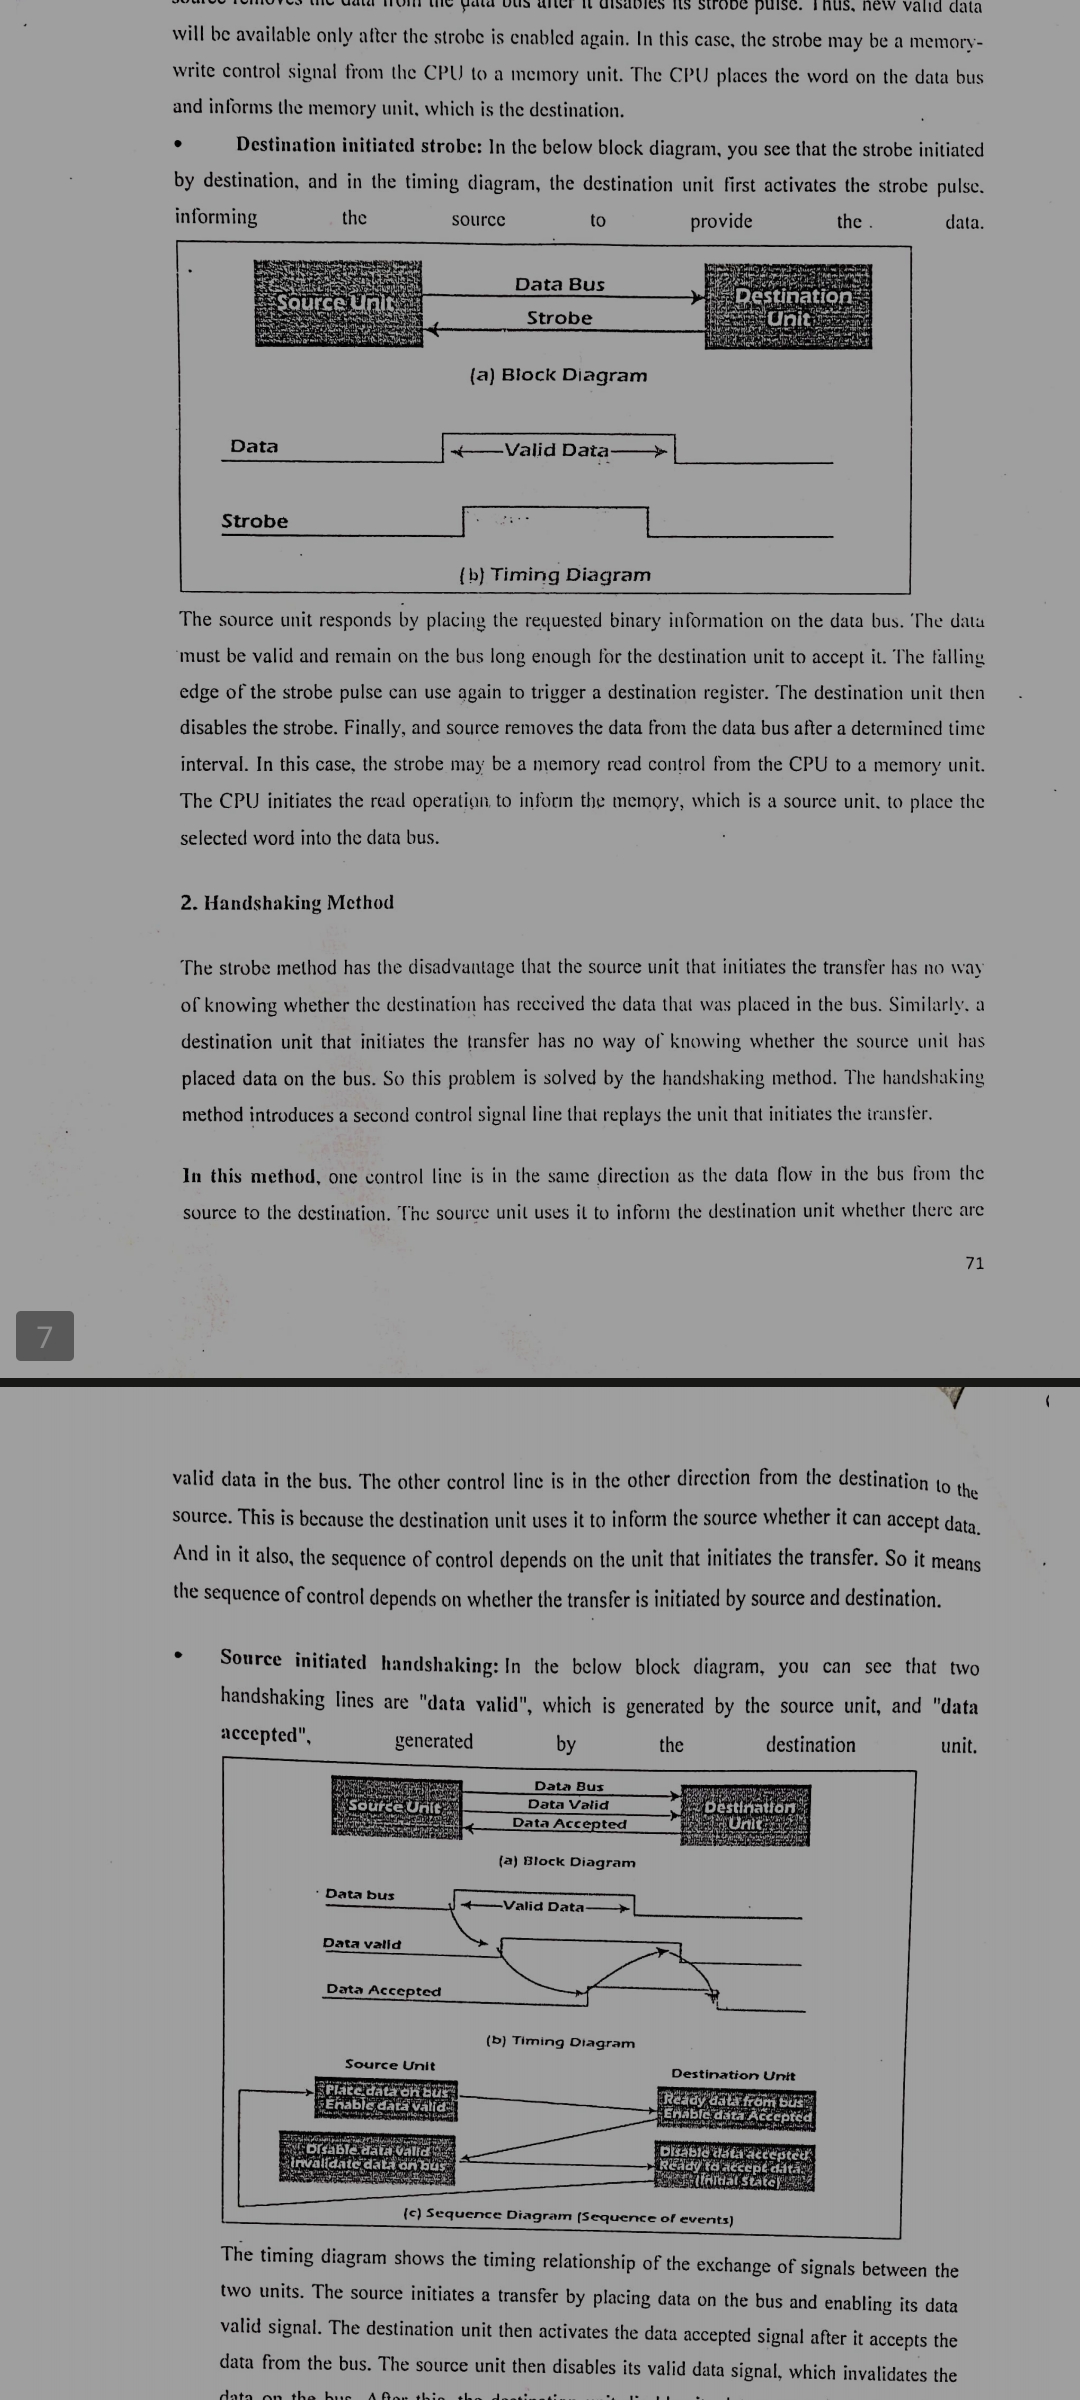 source removes the data from the data bus after it disables its strobe pulse. Thus, new valid data
will be available only after the strobe is enabled again. In this case, the strobe may be a memory-
write control signal from the CPU to a memory unit. The CPU places the word on the data bus
and informs the memory unit, which is the destination.
• Destination initiated strobe: In the below block diagram, you see that the strobe initiated
by destination, and in the timing diagram, the destination unit first activates the strobe pulse.
informing the source to provide the . data.
Source Unit
Data Bus
Destination
Unit
Strobe
(a) Block Diagram
Data
Valid Data
Strobe
(b) Timing Diagram
The source unit responds by placing the requested binary information on the data bus. The data
must be valid and remain on the bus long enough for the destination unit to accept it. The falling
edge of the strobe pulse can use again to trigger a destination register. The destination unit then
disables the strobe. Finally, and source removes the data from the data bus after a determined time
interval. In this case, the strobe may be a memory read control from the CPU to a memory unit.
The CPU initiates the read operation to inform the memory, which is a source unit. to place the
selected word into the data bus.
2. Handshaking Method
The strobe method has the disadvantage that the source unit that initiates the transfer has no way
of knowing whether the destination has received the data that was placed in the bus. Similarly, a
destination unit that initiates the transfer has no way of knowing whether the source unit has
placed data on the bus. So this problem is solved by the handshaking method. The handshaking
method introduces a second control signal line that replays the unit that initiates the transfer.
In this method, one control line is in the same direction as the data flow in the bus from the
source to the destination. The source unit uses it to inform the destination unit whether there are
71
7
valid data in the bus. The other control line is in the other direction from the destination to the
source. This is because the destination unit uses it to inform the source whether it can accept data.
And in it also, the sequence of control depends on the unit that initiates the transfer. So it means
the sequence of control depends on whether the transfer is initiated by source and destination.
• Source initiated handshaking: In the below block diagram, you can see that two
handshaking lines are "data valid", which is generated by the source unit, and "data
accepted", generated by the destination unit.
Source Unit
Data Bus
Data Valid
Data Accepted
Destination
Unit
(a) Block Diagram
Data bus
Valid Data
Data valid
Data Accepted
(b) Timing Diagram
Source Unit
Destination Unit
Place data on bus
Enable data valid
Ready data from bus
Enable data Accepted
Disable data valid
Invalidate data on bus
Disable data accepted
Ready to accept data
(Initial State)
(c) Sequence Diagram (Sequence of events)
The timing diagram shows the timing relationship of the exchange of signals between the
two units. The source initiates a transfer by placing data on the bus and enabling its data
valid signal. The destination unit then activates the data accepted signal after it accepts the
data from the bus. The source unit then disables its valid data signal, which invalidates the